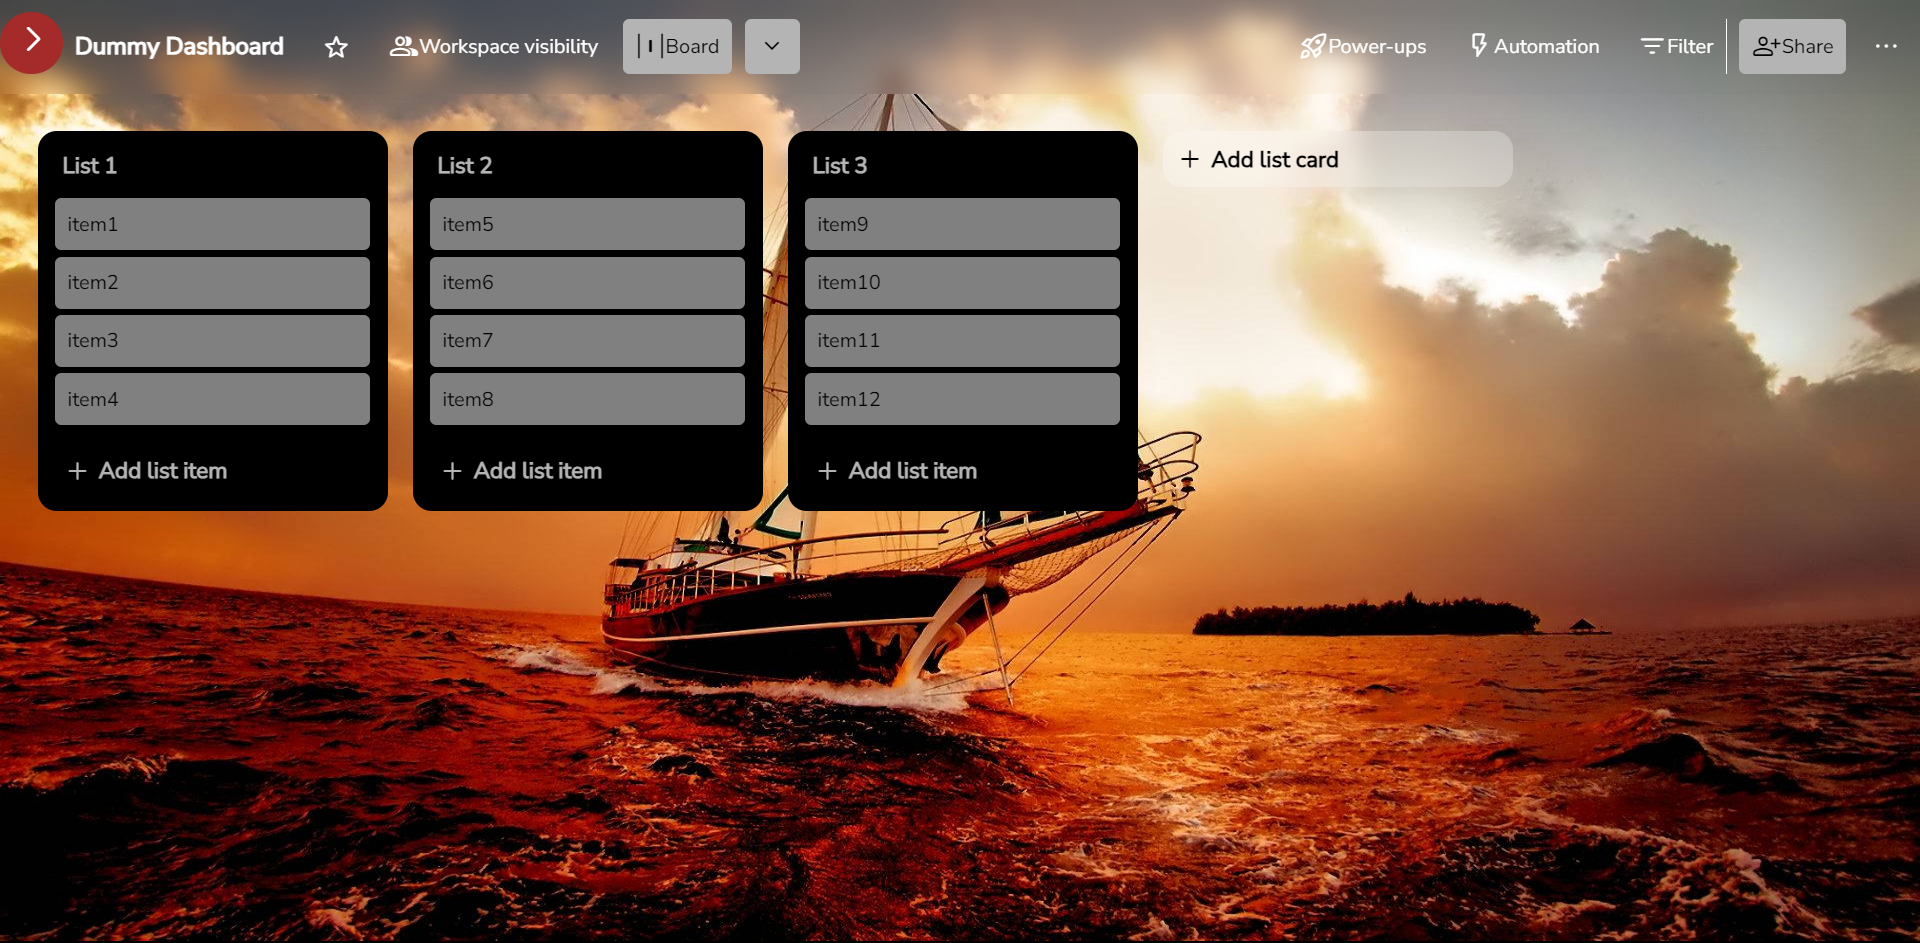 Dummy Dashboard
Workspace visibility
Board
Power-ups
Automation
Filter
Share
List 1
item1
item2
item3
item4
Add list item
List 2
item5
item6
item7
item8
Add list item
List 3
item9
item10
item11
item12
Add list item
Add list card